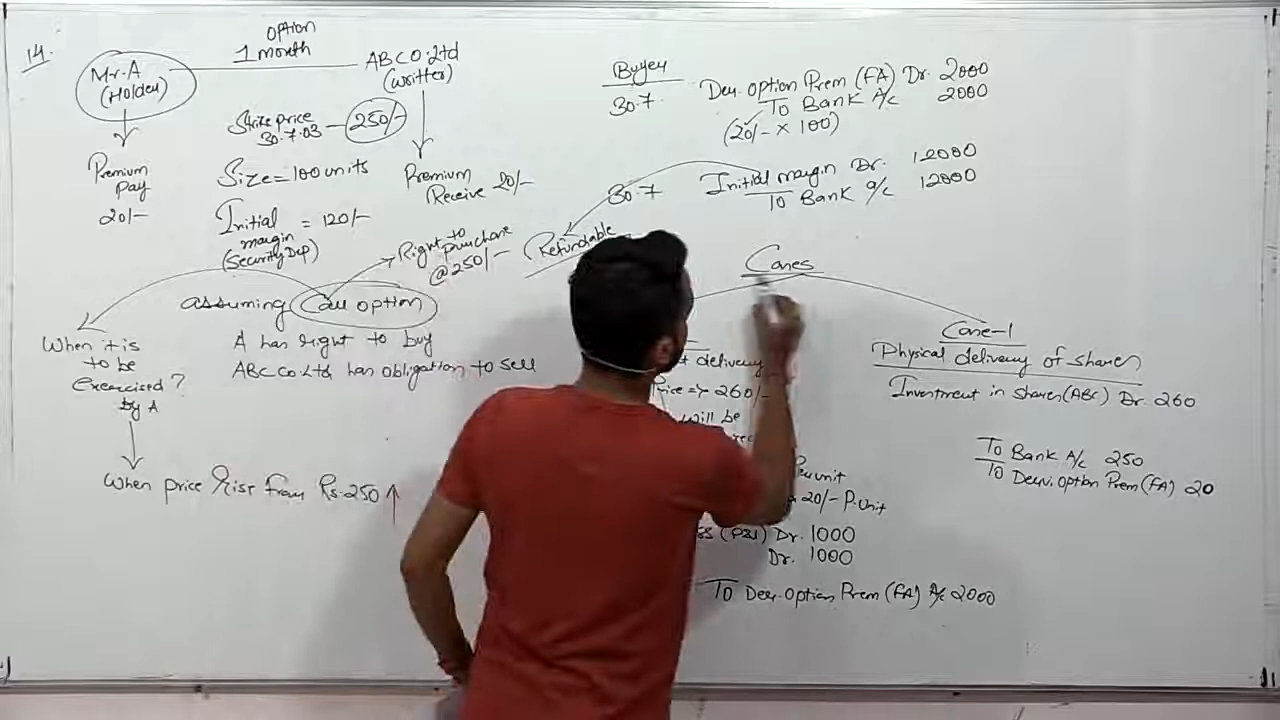 14.
Mr. A
(Holder)
option
1 month
ABCO. Ltd
(writter)
Premium
Pay
20/-
Strike price
30.7.03 - 250/-
Size = 100 units
Initial
margin = 120/-
(Security Dep)
Premium
Receive 20/-
Right to
purchase
@ 250/-
assuming Call option
A has right to buy
ABC Co. Ltd has obligation to sell
When it is
to be
exercised?
by A
When price rise from Rs. 250 ↑
Buyer
30.7 Deri. option Prem (FA) Dr. 2000
To Bank A/c 2000
(20/- × 100)
30.7 Initial margin Dr. 12000
To Bank a/c 12000
Refundable
Cases
delivery
Price => 260/-
will be
Per unit
20/- P. Unit
(P&L) Dr. 1000
Dr. 1000
To Deri. option Prem (FA) A/c 2000
Case-1
Physical delivery of shares
Investment in shares (ABC) Dr. 260
To Bank A/c 250
To Deri. option Prem (FA) 20